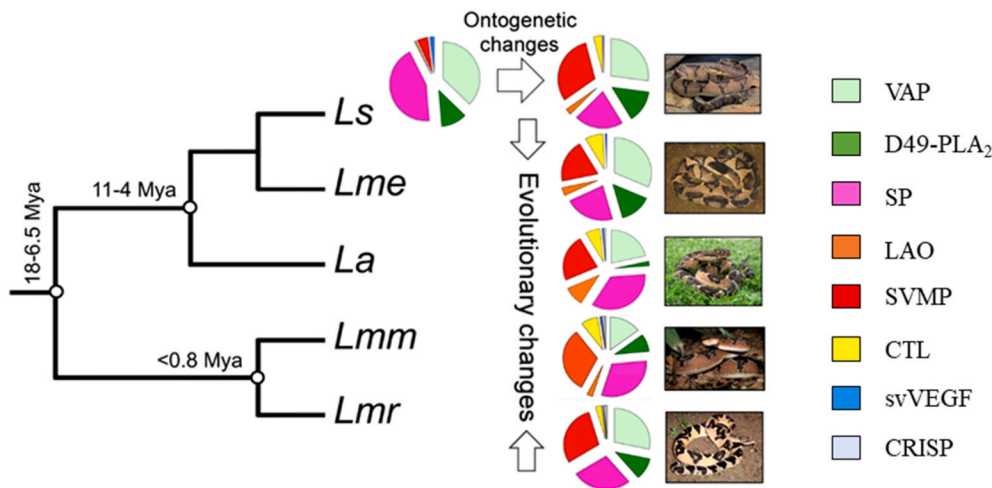 Ontogenetic
changes
Ls
Lme
La
Lmm
Lmr
18-6.5 Mya
11-4 Mya
<0.8 Mya
Evolutionary changes
VAP
D49-PLA₂
SP
LAO
SVMP
CTL
svVEGF
CRISP